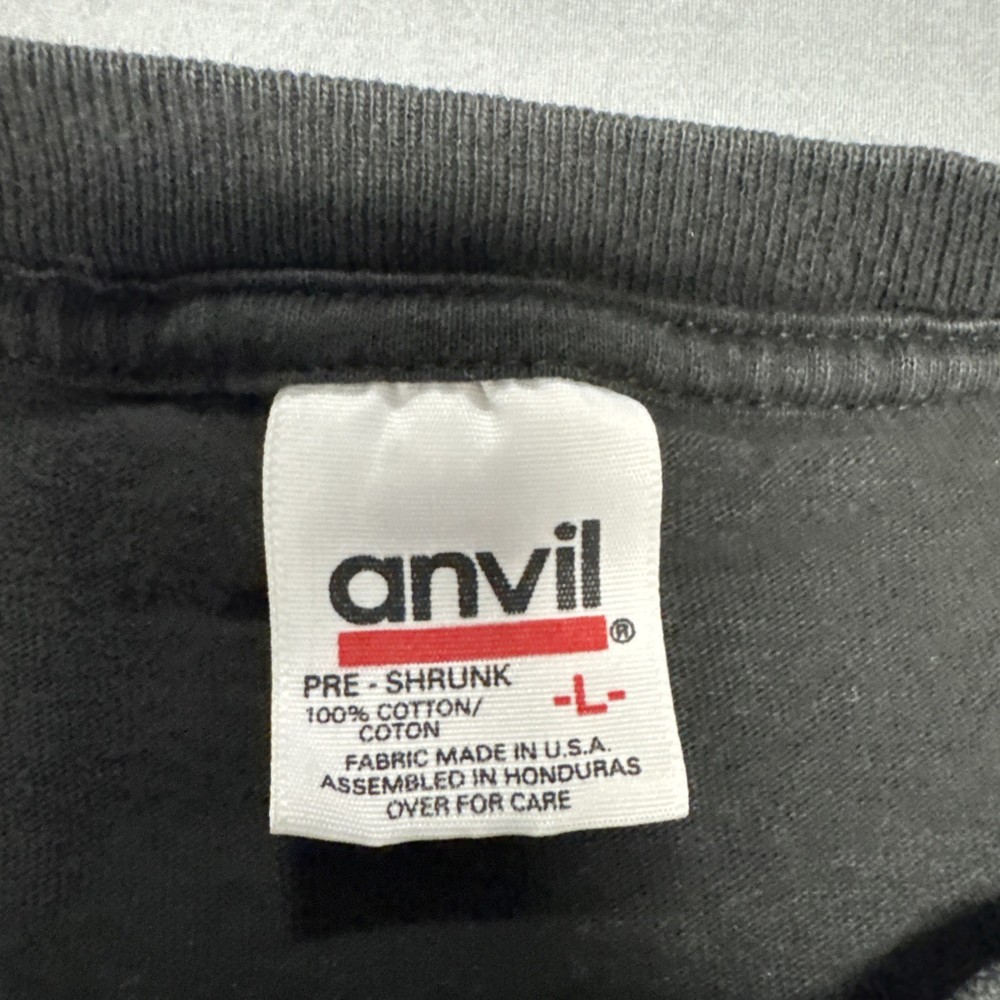 anvil®
PRE - SHRUNK
-L-
100% COTTON/
COTON
FABRIC MADE IN U.S.A.
ASSEMBLED IN HONDURAS
OVER FOR CARE